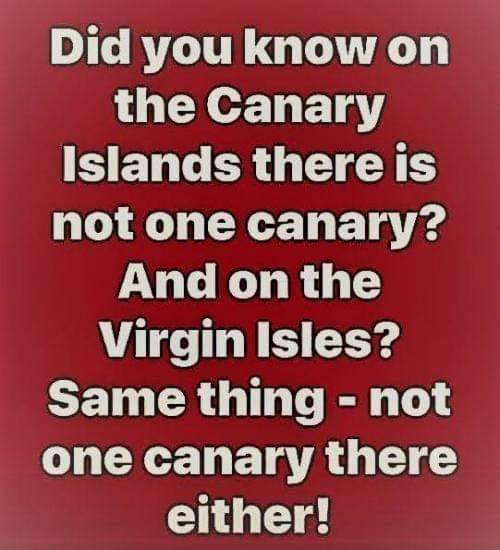 Did you know on
the Canary
Islands there is
not one canary?
And on the
Virgin Isles?
Same thing - not
one canary there
either!